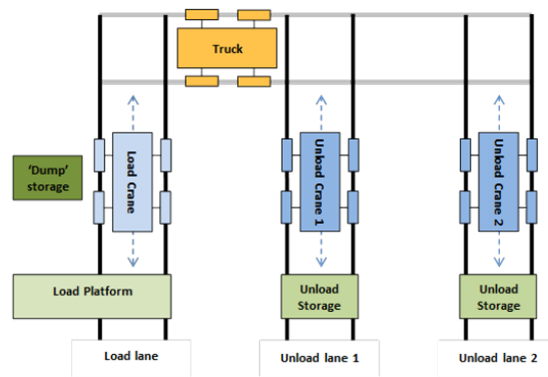 Truck
'Dump'
storage
Load Crane
Unload Crane 1
Unload Crane 2
Load Platform
Unload
Storage
Unload
Storage
Load lane
Unload lane 1
Unload lane 2